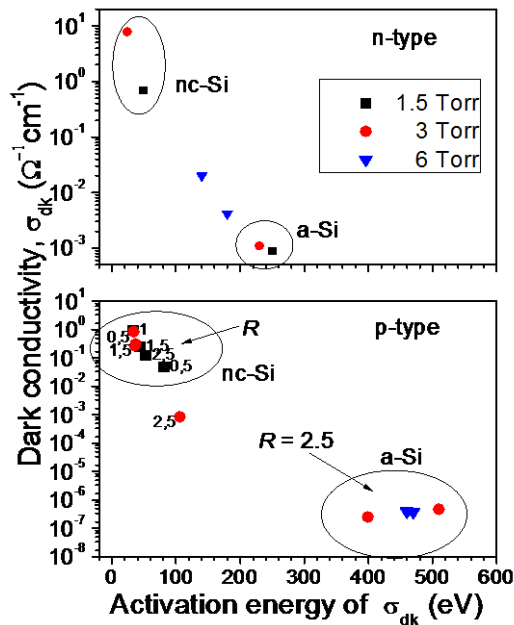 10¹
n-type
nc-Si
10⁰
1.5 Torr
3 Torr
6 Torr
10⁻¹
10⁻²
a-Si
10⁻³
Dark conductivity, σdk (Ω⁻¹cm⁻¹)
10¹
p-type
10⁰
1
R
0,5
10⁻¹
1,5
1,5
2,5
0,5
nc-Si
10⁻²
10⁻³
2,5
10⁻⁴
R = 2.5
a-Si
10⁻⁵
10⁻⁶
10⁻⁷
10⁻⁸
0 100 200 300 400 500 600
Activation energy of σdk (eV)